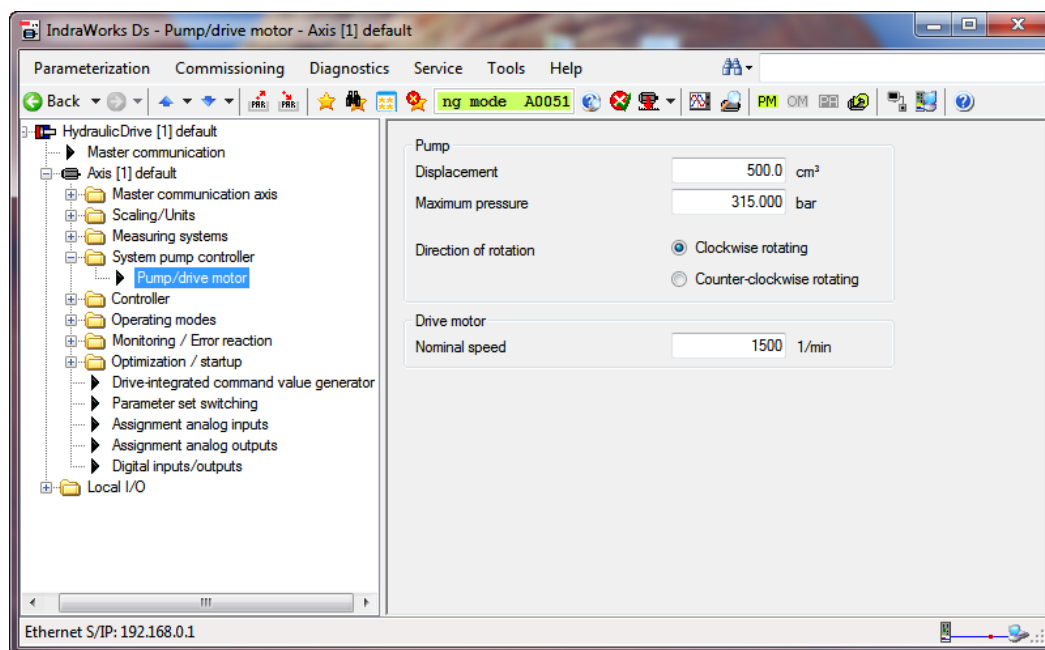 IndraWorks Ds - Pump/drive motor - Axis [1] default
Parameterization Commissioning Diagnostics Service Tools Help
Back PAR PAR ng mode A0051 PM OM
HydraulicDrive [1] default
Master communication
Axis [1] default
Master communication axis
Scaling/Units
Measuring systems
System pump controller
Pump/drive motor
Controller
Operating modes
Monitoring / Error reaction
Optimization / startup
Drive-integrated command value generator
Parameter set switching
Assignment analog inputs
Assignment analog outputs
Digital inputs/outputs
Local I/O
Pump
Displacement 500.0 cm³
Maximum pressure 315.000 bar
Direction of rotation Clockwise rotating
Counter-clockwise rotating
Drive motor
Nominal speed 1500 1/min
Ethernet S/IP: 192.168.0.1